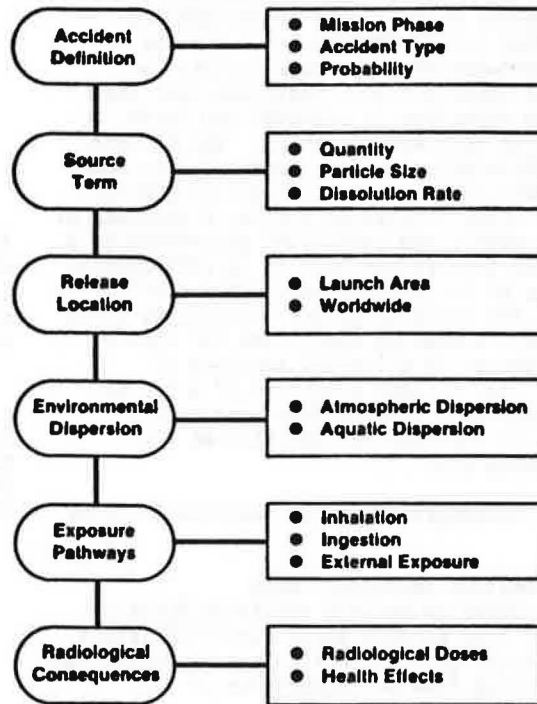 Accident
Definition
● Mission Phase
● Accident Type
● Probability
Source
Term
● Quantity
● Particle Size
● Dissolution Rate
Release
Location
● Launch Area
● Worldwide
Environmental
Dispersion
● Atmospheric Dispersion
● Aquatic Dispersion
Exposure
Pathways
● Inhalation
● Ingestion
● External Exposure
Radiological
Consequences
● Radiological Doses
● Health Effects